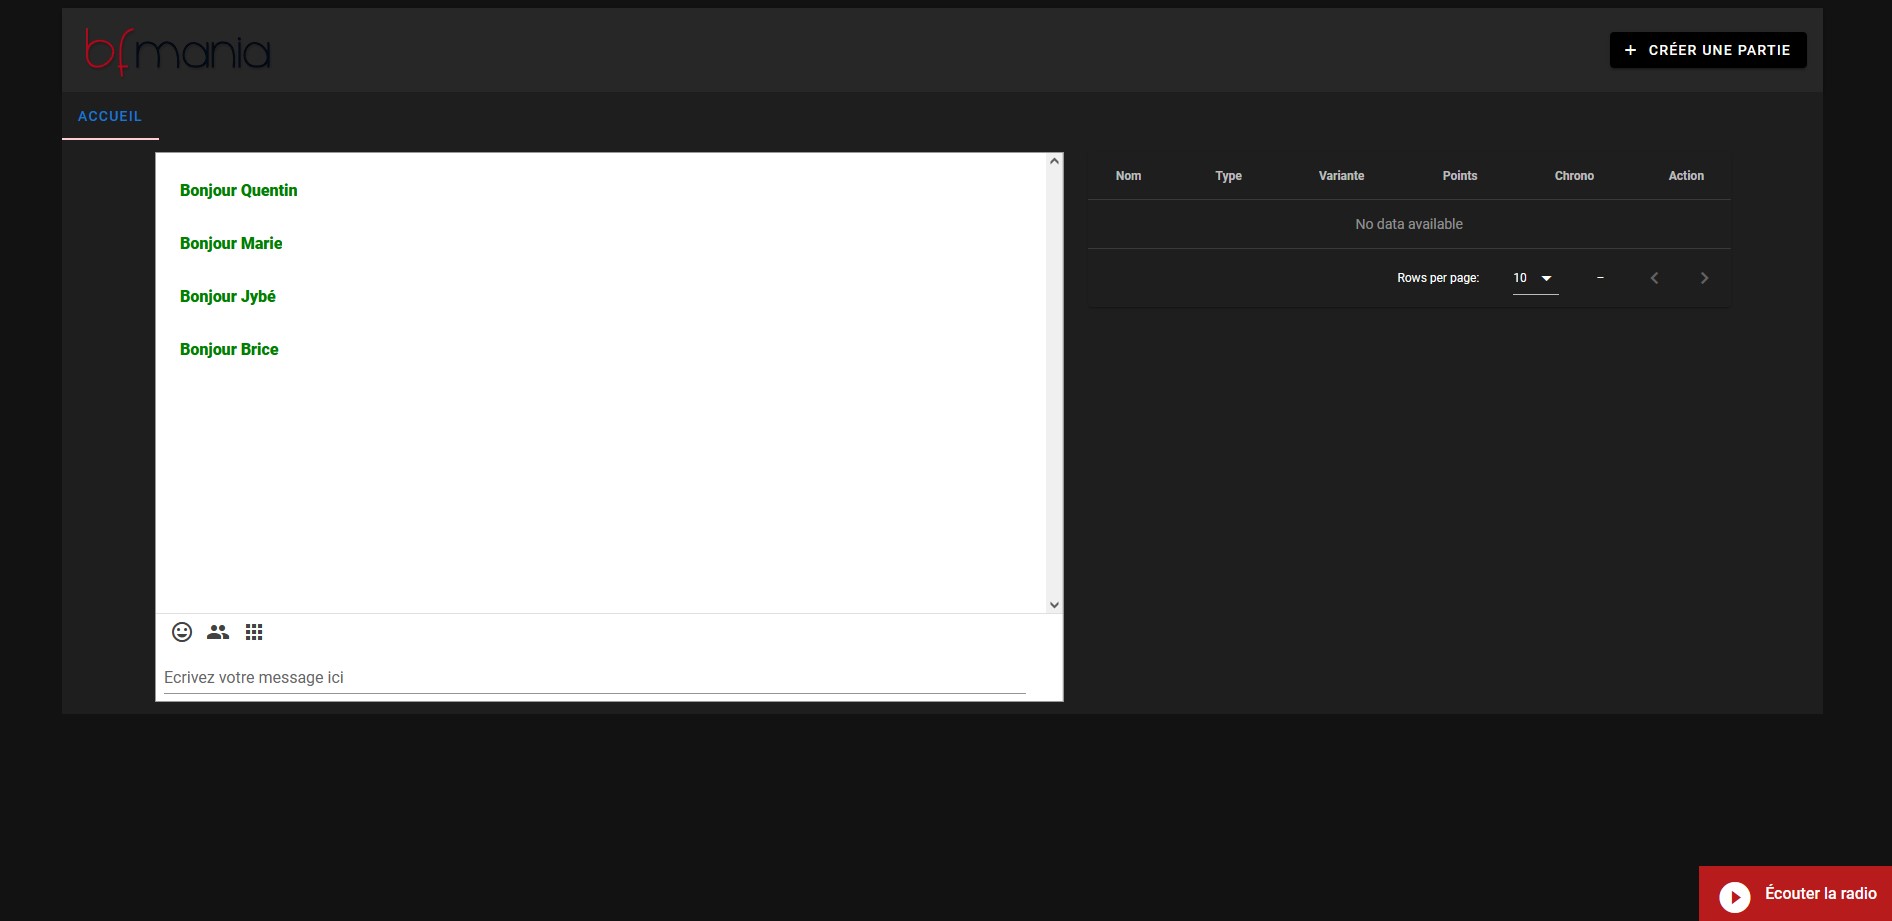 bfmania
+ CRÉER UNE PARTIE
ACCUEIL
Bonjour Quentin
Bonjour Marie
Bonjour Jybé
Bonjour Brice
Ecrivez votre message ici
Nom Type Variante Points Chrono Action
No data available
Rows per page: 10 –
Écouter la radio